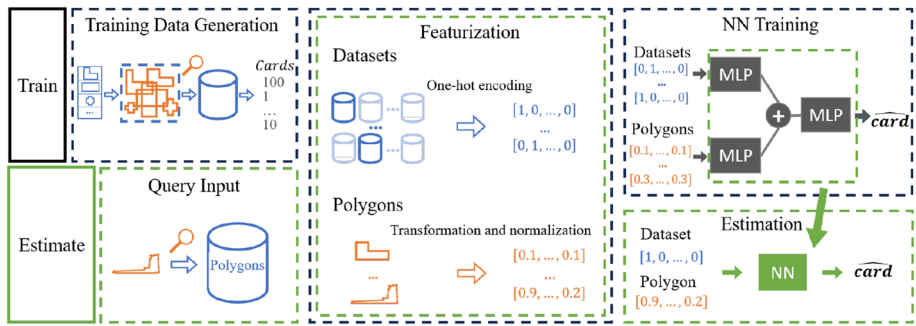 Train
Training Data Generation
Cards
100
1
...
10
Estimate
Query Input
Polygons
Featurization
Datasets
One-hot encoding
...
...
[1, 0, ..., 0]
...
[0, 1, ..., 0]
Polygons
Transformation and normalization
...
[0.1, ..., 0.1]
...
[0.9, ..., 0.2]
NN Training
Datasets
[0, 1, ..., 0]
...
[1, 0, ..., 0]
Polygons
[0.1, ..., 0.1]
...
[0.3, ..., 0.3]
MLP
MLP
+
MLP
card
Estimation
Dataset
[1, 0, ..., 0]
Polygon
[0.9, ..., 0.2]
NN
card